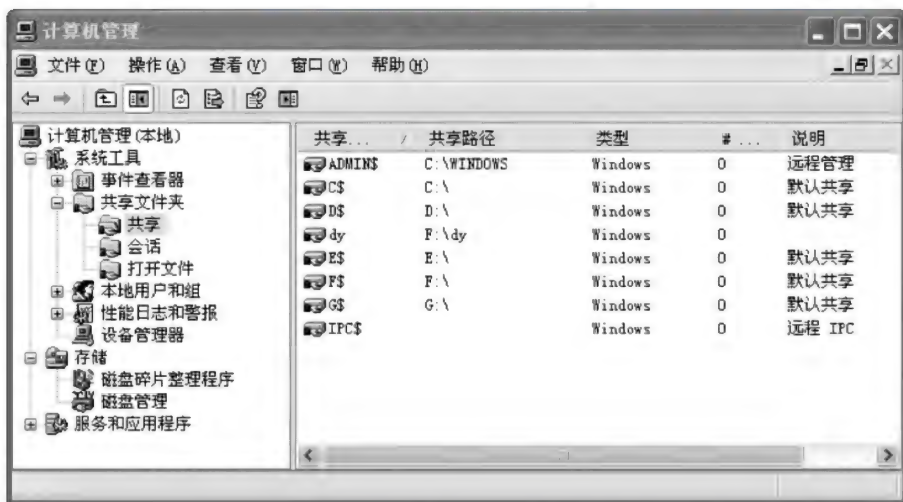 计算机管理
文件(F) 操作(A) 查看(V) 窗口(W) 帮助(H)
计算机管理(本地)
系统工具
事件查看器
共享文件夹
共享
会话
打开文件
本地用户和组
性能日志和警报
设备管理器
存储
磁盘碎片整理程序
磁盘管理
服务和应用程序
共享... / 共享路径 类型 # ... 说明
ADMIN$ C:\WINDOWS Windows 0 远程管理
C$ C:\ Windows 0 默认共享
D$ D:\ Windows 0 默认共享
dy F:\dy Windows 0
E$ E:\ Windows 0 默认共享
F$ F:\ Windows 0 默认共享
G$ G:\ Windows 0 默认共享
IPC$ Windows 0 远程 IPC